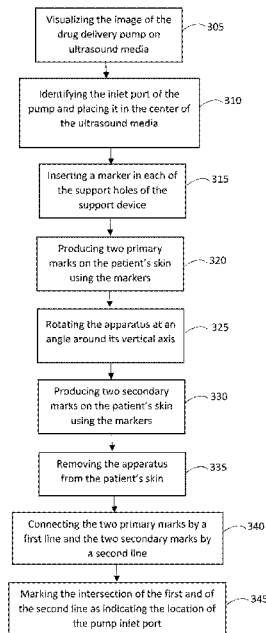 Visualizing the image of the
drug delivery pump on
ultrasound media
305
Identifying the inlet port of the
pump and placing it in the center
of the ultrasound media
310
Inserting a marker in each of
the support holes of the
support device
315
Producing two primary
marks on the patient's skin
using the markers
320
Rotating the apparatus at an
angle around its vertical axis
325
Producing two secondary
marks on the patient's skin
using the markers
330
Removing the apparatus
from the patient's skin
335
Connecting the two primary marks by a
first line and the two secondary marks by
a second line
340
Marking the intersection of the first and of
the second line as indicating the location of
the pump inlet port
345